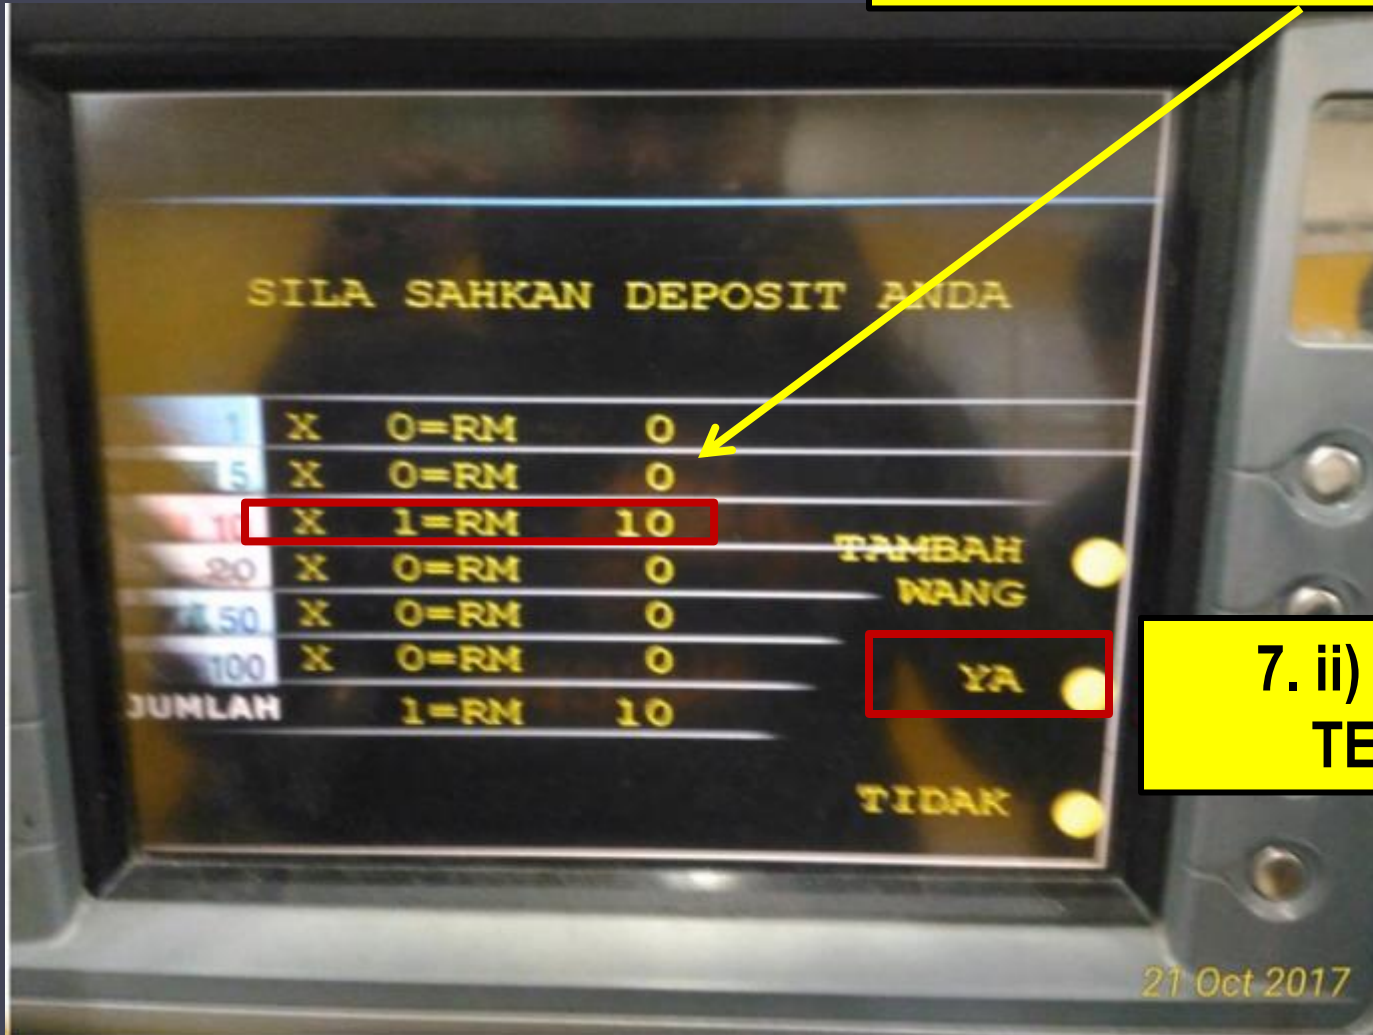 SILA SAHKAN DEPOSIT ANDA
1 X 0=RM 0
5 X 0=RM 0
10 X 1=RM 10
20 X 0=RM 0
50 X 0=RM 0
100 X 0=RM 0
JUMLAH 1=RM 10
TAMBAH
WANG
YA
TIDAK
7. ii)
TE
21 Oct 2017